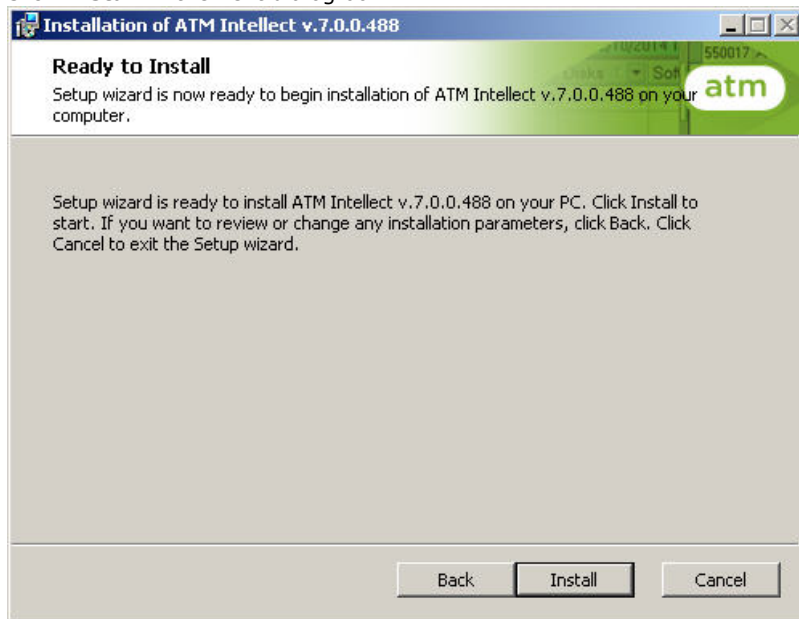 Installation of ATM Intellect v.7.0.0.488
Ready to Install
Setup wizard is now ready to begin installation of ATM Intellect v.7.0.0.488 on your
computer.
550017
atm
Setup wizard is ready to install ATM Intellect v.7.0.0.488 on your PC. Click Install to
start. If you want to review or change any installation parameters, click Back. Click
Cancel to exit the Setup wizard.
Back Install Cancel